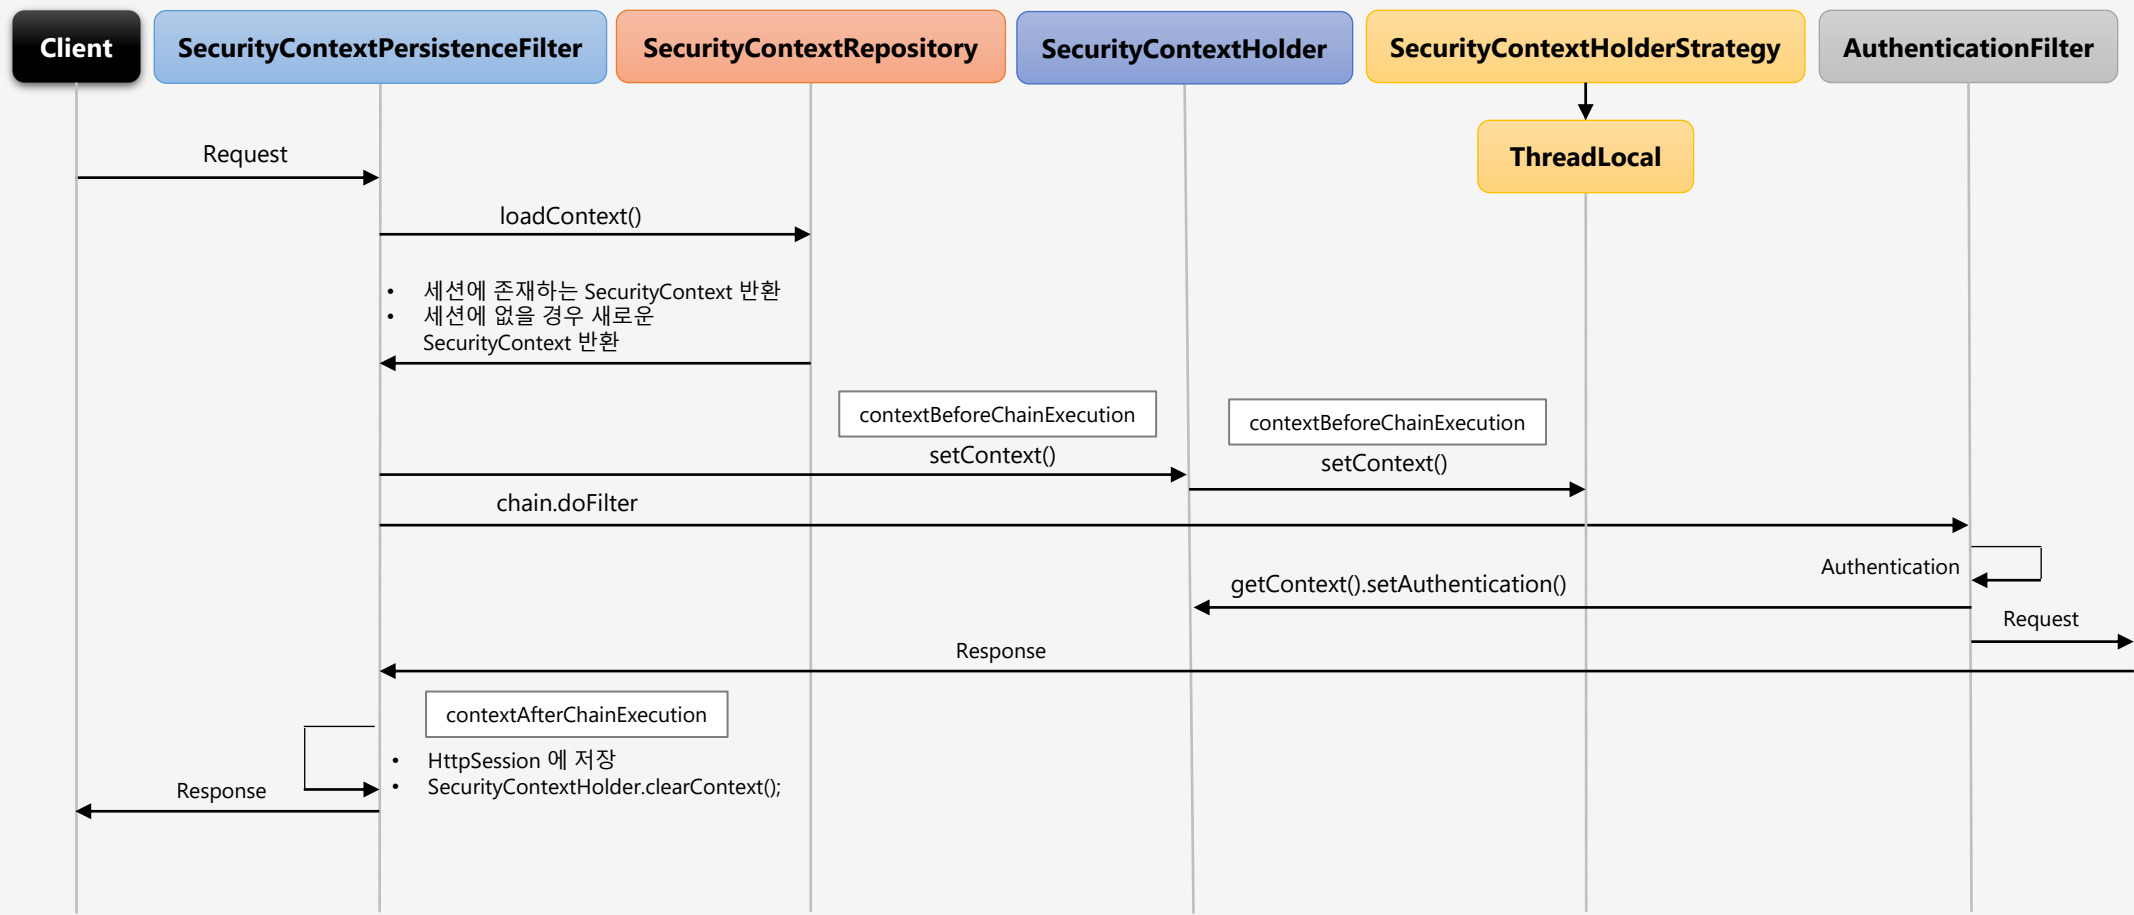 Client
SecurityContextPersistenceFilter
SecurityContextRepository
SecurityContextHolder
SecurityContextHolderStrategy
AuthenticationFilter
ThreadLocal
Request
loadContext()
• 세션에 존재하는 SecurityContext 반환
• 세션에 없을 경우 새로운
SecurityContext 반환
contextBeforeChainExecution
contextBeforeChainExecution
setContext()
setContext()
chain.doFilter
Authentication
getContext().setAuthentication()
Request
Response
contextAfterChainExecution
• HttpSession 에 저장
• SecurityContextHolder.clearContext();
Response